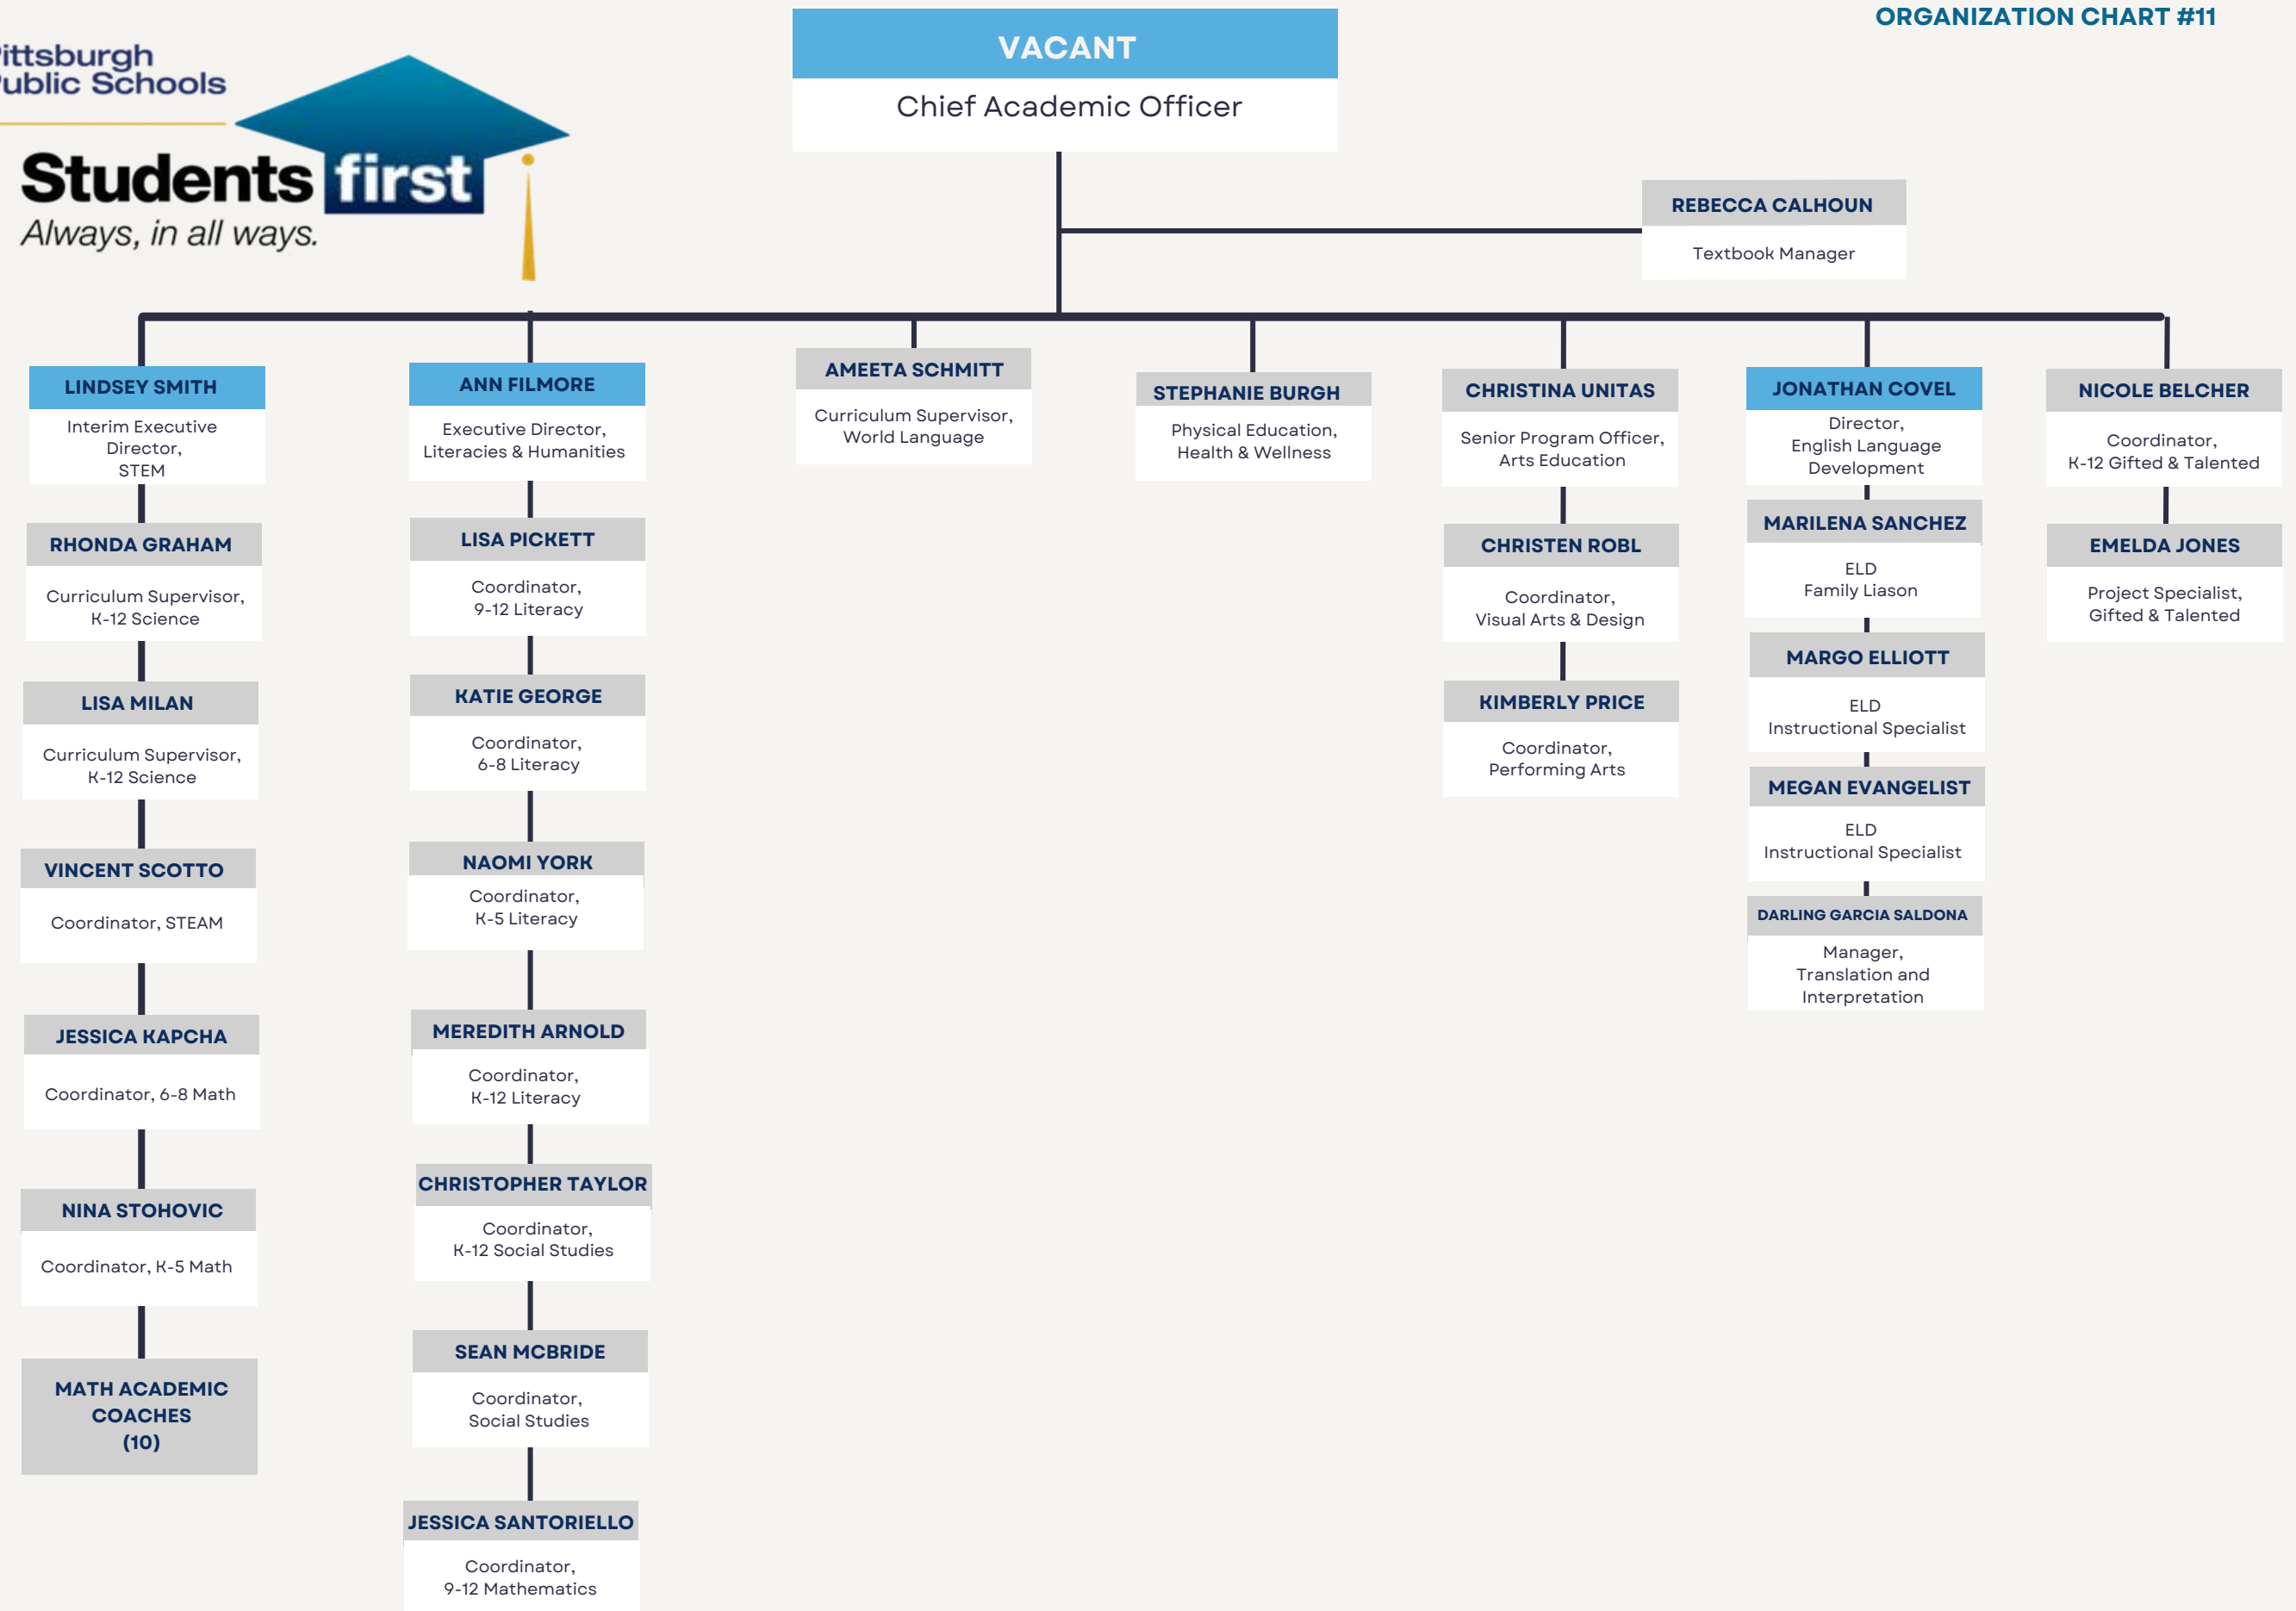 ORGANIZATION CHART #11
Pittsburgh
Public Schools
Students first
Always, in all ways.
VACANT
Chief Academic Officer
REBECCA CALHOUN
Textbook Manager
LINDSEY SMITH
Interim Executive
Director,
STEM
RHONDA GRAHAM
Curriculum Supervisor,
K-12 Science
LISA MILAN
Curriculum Supervisor,
K-12 Science
VINCENT SCOTTO
Coordinator, STEAM
JESSICA KAPCHA
Coordinator, 6-8 Math
NINA STOHOVIC
Coordinator, K-5 Math
MATH ACADEMIC
COACHES
(10)
ANN FILMORE
Executive Director,
Literacies & Humanities
LISA PICKETT
Coordinator,
9-12 Literacy
KATIE GEORGE
Coordinator,
6-8 Literacy
NAOMI YORK
Coordinator,
K-5 Literacy
MEREDITH ARNOLD
Coordinator,
K-12 Literacy
CHRISTOPHER TAYLOR
Coordinator,
K-12 Social Studies
SEAN MCBRIDE
Coordinator,
Social Studies
JESSICA SANTORIELLO
Coordinator,
9-12 Mathematics
AMEETA SCHMITT
Curriculum Supervisor,
World Language
STEPHANIE BURGH
Physical Education,
Health & Wellness
CHRISTINA UNITAS
Senior Program Officer,
Arts Education
CHRISTEN ROBL
Coordinator,
Visual Arts & Design
KIMBERLY PRICE
Coordinator,
Performing Arts
JONATHAN COVEL
Director,
English Language
Development
MARILENA SANCHEZ
ELD
Family Liason
MARGO ELLIOTT
ELD
Instructional Specialist
MEGAN EVANGELIST
ELD
Instructional Specialist
DARLING GARCIA SALDONA
Manager,
Translation and
Interpretation
NICOLE BELCHER
Coordinator,
K-12 Gifted & Talented
EMELDA JONES
Project Specialist,
Gifted & Talented